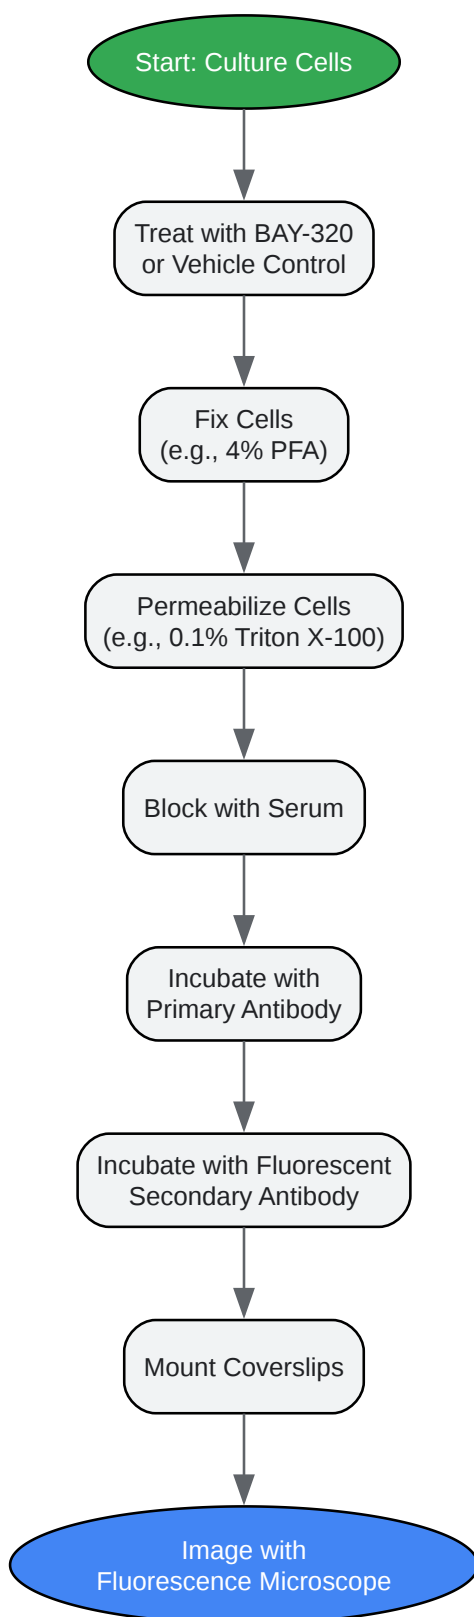 Start: Culture Cells
Treat with BAY-320
or Vehicle Control
Fix Cells
(e.g., 4% PFA)
Permeabilize Cells
(e.g., 0.1% Triton X-100)
Block with Serum
Incubate with
Primary Antibody
Incubate with Fluorescent
Secondary Antibody
Mount Coverslips
Image with
Fluorescence Microscope